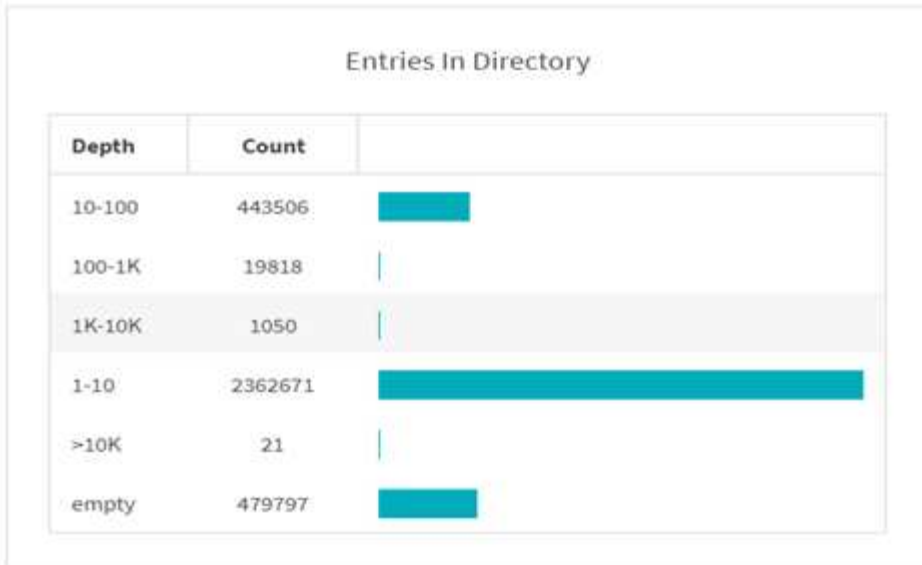 Entries In Directory
Depth Count
10-100 443506
100-1K 19818
1K-10K 1050
1-10 2362671
>10K 21
empty 479797